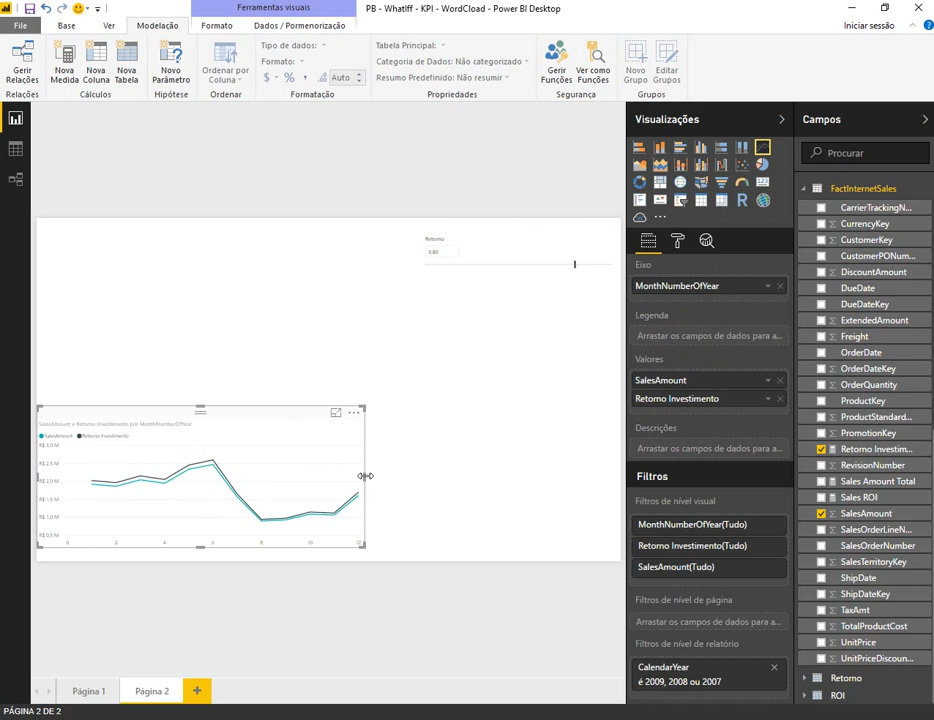 Ferramentas visuais
PB - WhatIff - KPI - WordCload - Power BI Desktop
File
Base
Ver
Modelação
Formato
Dados / Pormenorização
Iniciar sessão
Gerir Relações
Nova Medida
Nova Coluna
Nova Tabela
Novo Parâmetro
Ordenar por Coluna
Tipo de dados:
Formato:
$ % , Auto
Tabela Principal:
Categoria de Dados: Não categorizado
Resumo Predefinido: Não resumir
Gerir Funções
Ver como Funções
Novo Grupo
Editar Grupos
Relações
Cálculos
Hipótese
Ordenar
Formatação
Propriedades
Segurança
Grupos
Retorno
0,80
SalesAmount e Retorno Investimento por MonthNumberOfYear
SalesAmount
Retorno Investimento
R$ 3,0 M
R$ 2,5 M
R$ 2,0 M
R$ 1,5 M
R$ 1,0 M
R$ 0,5 M
0 2 4 6 8 10 12
Visualizações
R
Eixo
MonthNumberOfYear
Legenda
Arrastar os campos de dados para a...
Valores
SalesAmount
Retorno Investimento
Descrições
Arrastar os campos de dados para a...
Filtros
Filtros de nível visual
MonthNumberOfYear(Tudo)
Retorno Investimento(Tudo)
SalesAmount(Tudo)
Filtros de nível de página
Arrastar os campos de dados para a...
Filtros de nível de relatório
CalendarYear
é 2009, 2008 ou 2007
Campos
Procurar
FactInternetSales
CarrierTrackingN...
Σ CurrencyKey
Σ CustomerKey
CustomerPONum...
Σ DiscountAmount
DueDate
DueDateKey
Σ ExtendedAmount
Σ Freight
OrderDate
Σ OrderDateKey
Σ OrderQuantity
ProductKey
Σ ProductStandard...
Σ PromotionKey
Retorno Investim...
Σ RevisionNumber
Sales Amount Total
Sales ROI
Σ SalesAmount
Σ SalesOrderLineN...
SalesOrderNumber
Σ SalesTerritoryKey
ShipDate
Σ ShipDateKey
Σ TaxAmt
Σ TotalProductCost
Σ UnitPrice
Σ UnitPriceDiscoun...
Retorno
ROI
Página 1
Página 2
+
PÁGINA 2 DE 2